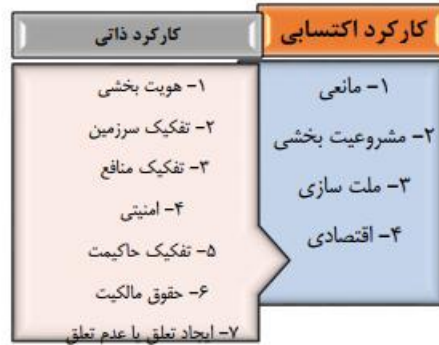 کارکرد اکتسابی
۱- مانعی
۲- مشروعیت بخشی
۳- ملت سازی
۴- اقتصادی
کارکرد ذاتی
۱- هویت بخشی
۲- تفکیک سرزمین
۳- تفکیک منافع
۴- امنیتی
۵- تفکیک حاکیمت
۶- حقوق مالکیت
۷- ایجاد تعلق یا عدم تعلق